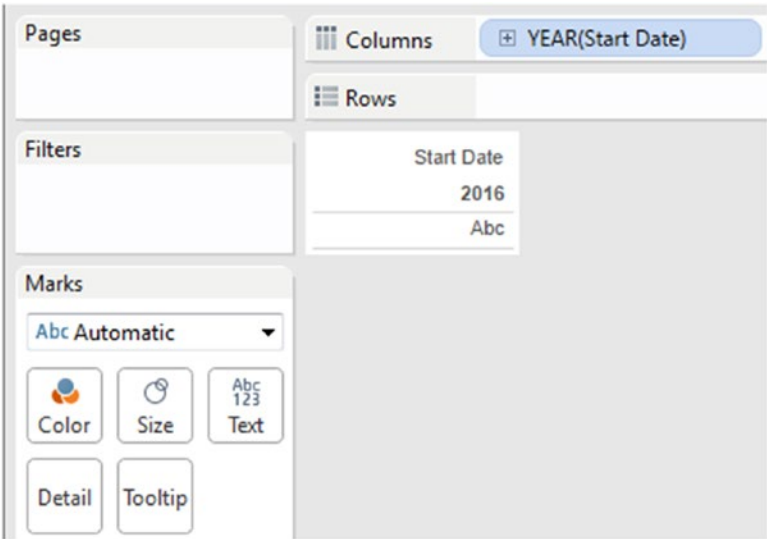 Pages
Columns
YEAR(Start Date)
Rows
Filters
Start Date
2016
Abc
Marks
Abc Automatic
Color
Size
Abc
123
Text
Detail
Tooltip